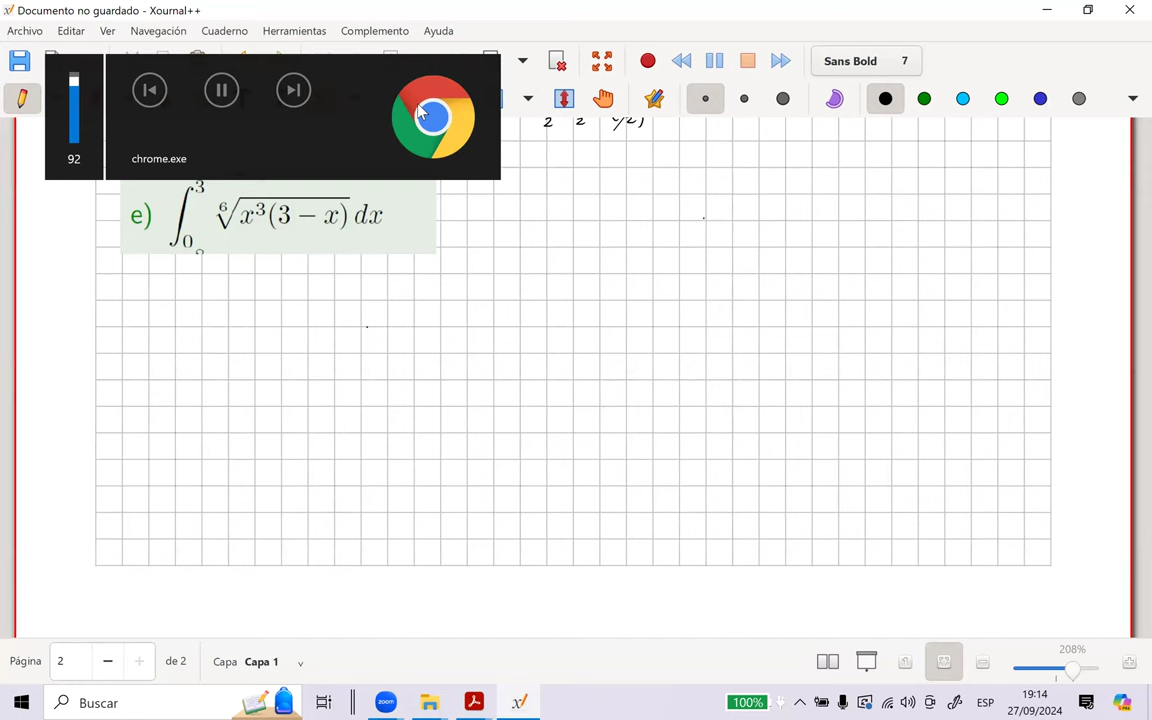 Documento no guardado - Xournal++
Archivo Editar Ver Navegación Cuaderno Herramientas Complemento Ayuda
Sans Bold 7
92
chrome.exe
e) ∫₀³ ⁶√(x³(3 − x)) dx
Página 2 de 2 Capa Capa 1 208%
Buscar
zoom
100% ESP 19:14
27/09/2024